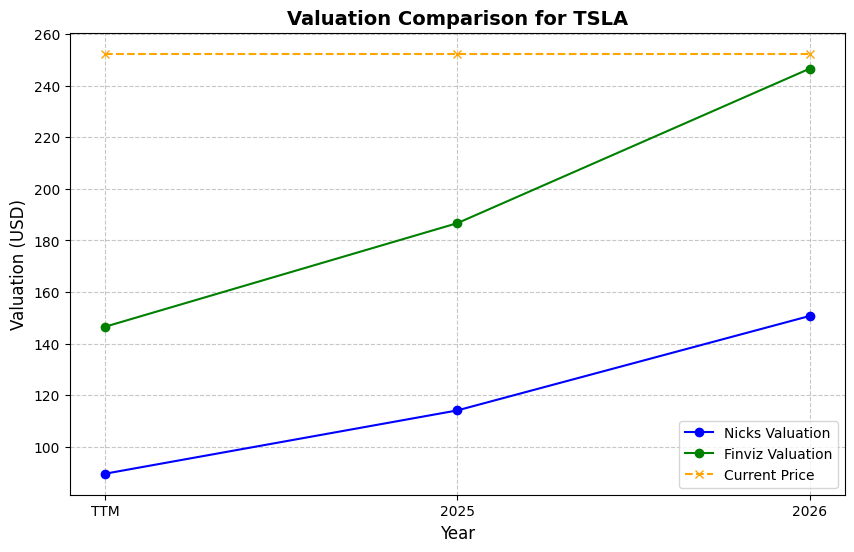 Valuation Comparison for TSLA
260
240
220
200
180
160
140
120
100
Valuation (USD)
TTM
2025
2026
Year
Nicks Valuation
Finviz Valuation
Current Price